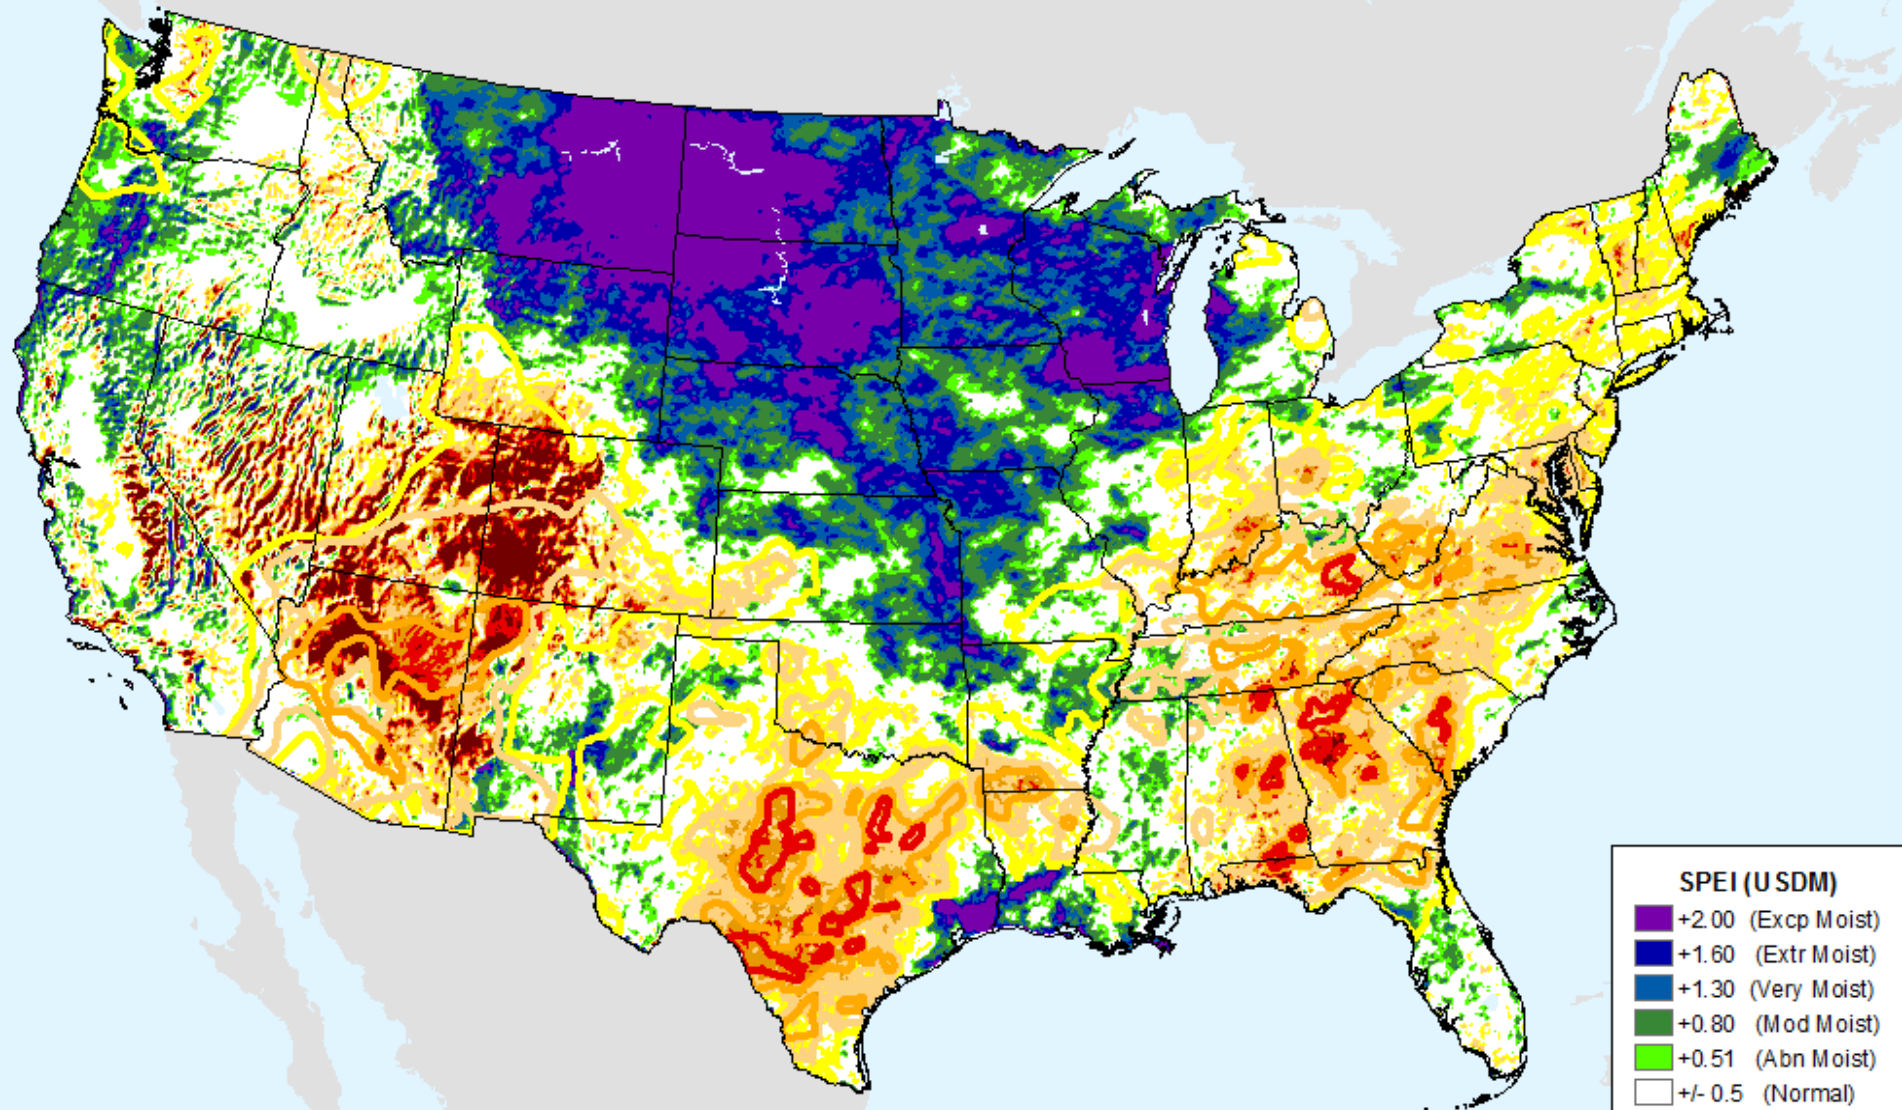 SPEI (USDM)
+2.00 (Excp Moist)
+1.60 (Extr Moist)
+1.30 (Very Moist)
+0.80 (Mod Moist)
+0.51 (Abn Moist)
+/- 0.5 (Normal)